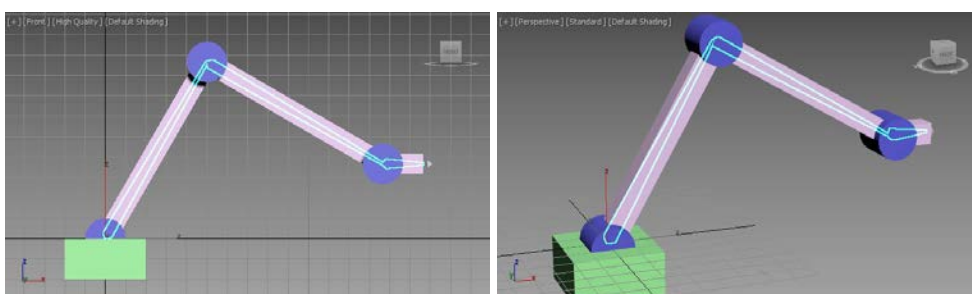 [+] [Front] [High Quality] [Default Shading]
[+] [Perspective] [Standard] [Default Shading]